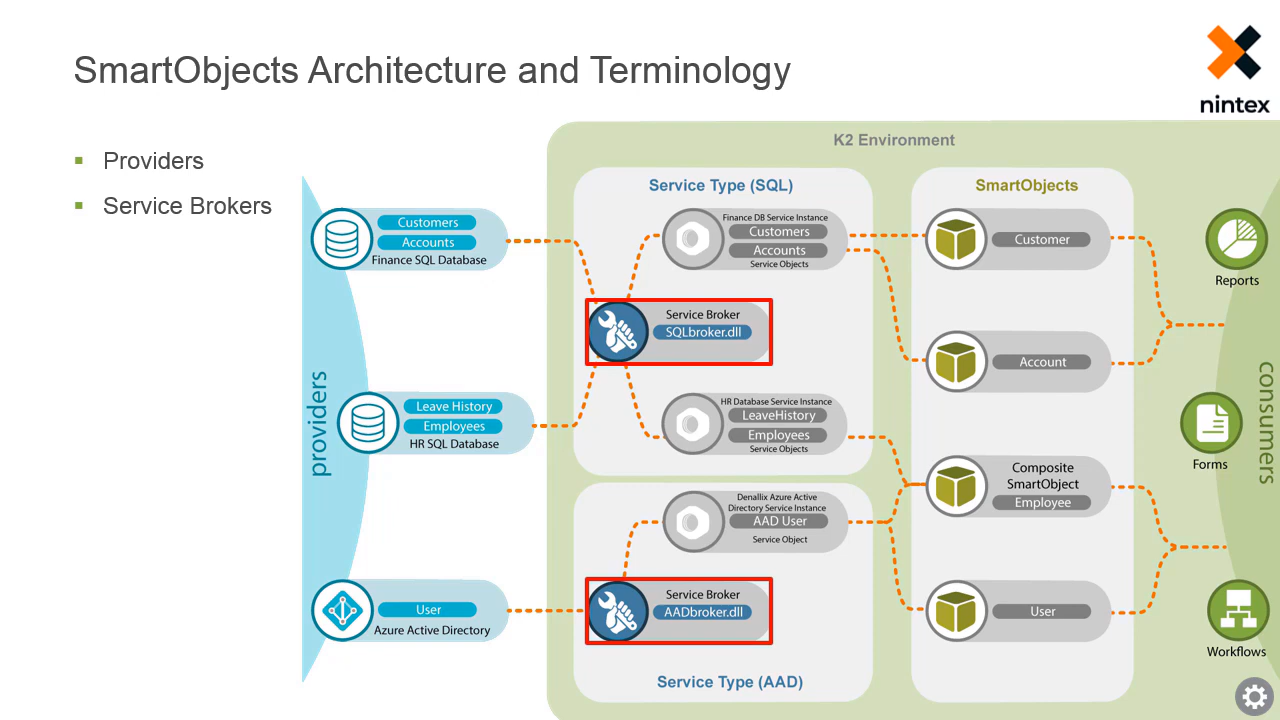 SmartObjects Architecture and Terminology
nintex
Providers
Service Brokers
K2 Environment
providers
Customers
Accounts
Finance SQL Database
Leave History
Employees
HR SQL Database
User
Azure Active Directory
Service Type (SQL)
Finance DB Service Instance
Customers
Accounts
Service Objects
Service Broker
SQLbroker.dll
HR Database Service Instance
LeaveHistory
Employees
Service Objects
Denallix Azure Active
Directory Service Instance
AAD User
Service Object
Service Broker
AADbroker.dll
Service Type (AAD)
SmartObjects
Customer
Account
Composite
SmartObject
Employee
User
Reports
Forms
Workflows
consumers